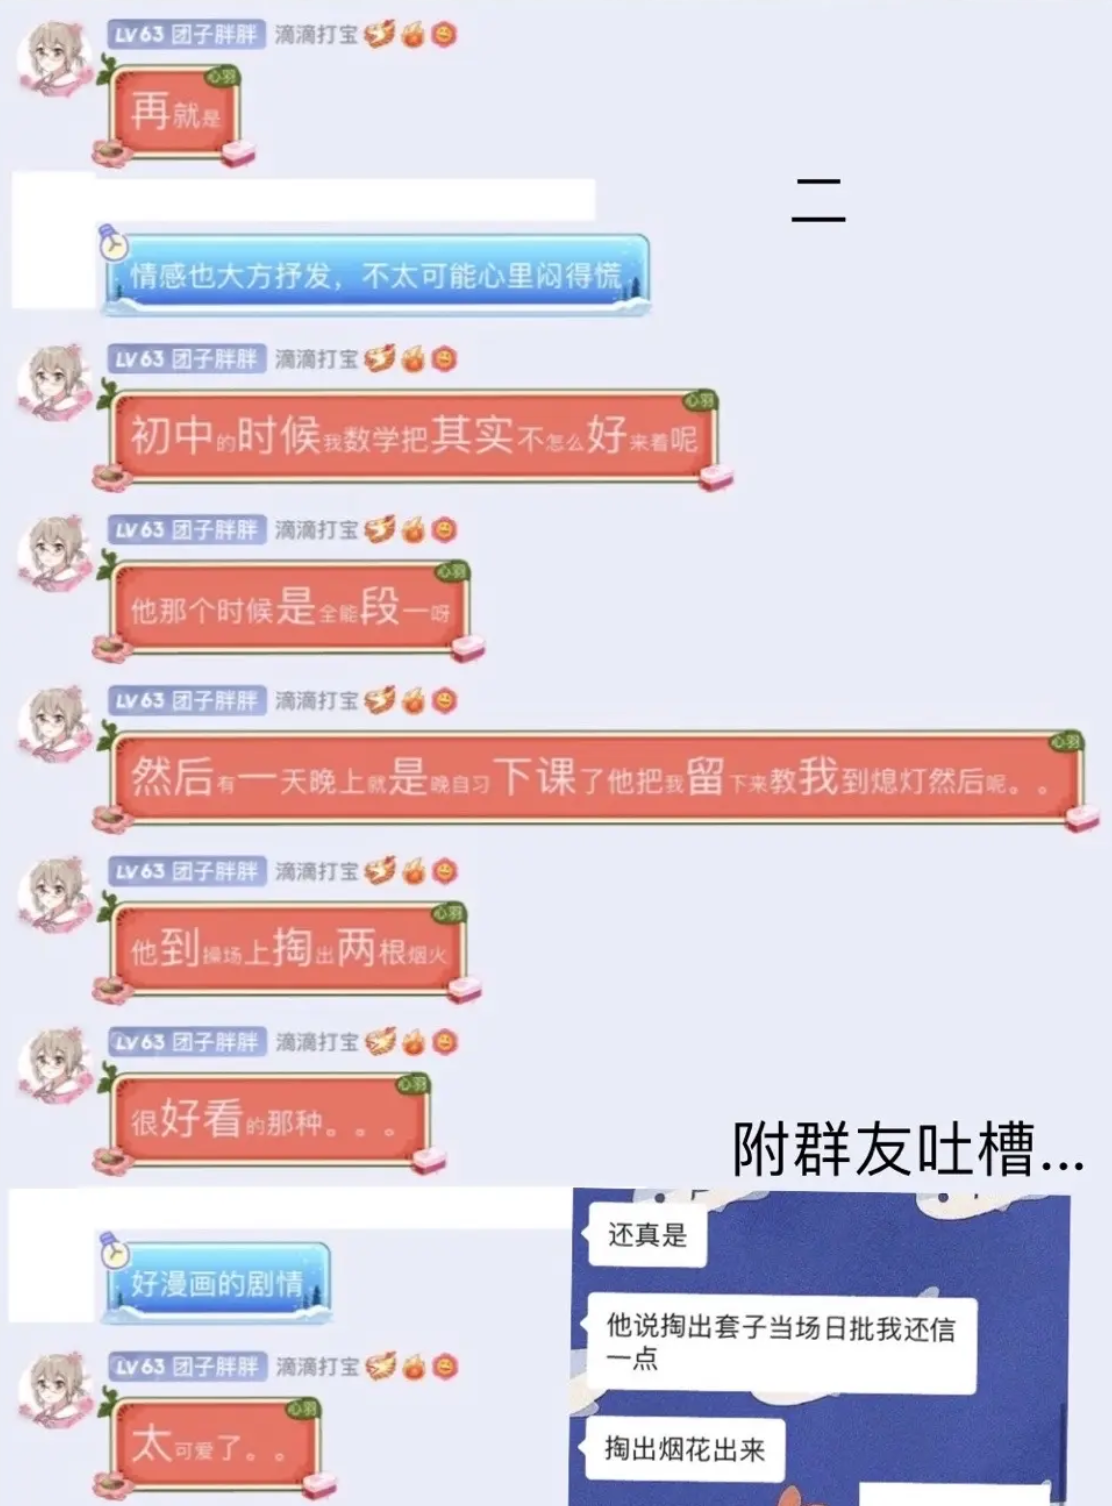 LV63 团子胖胖 滴滴打宝
心羽
再就是
二
情感也大方抒发，不太可能心里闷得慌
LV63 团子胖胖 滴滴打宝
心羽
初中的时候我数学把其实不怎么好来着呢
LV63 团子胖胖 滴滴打宝
心羽
他那个时候是全能段一呀
LV63 团子胖胖 滴滴打宝
心羽
然后有一天晚上就是晚自习下课了他把我留下来教我到熄灯然后呢。。
LV63 团子胖胖 滴滴打宝
心羽
他到操场上掏出两根烟火
LV63 团子胖胖 滴滴打宝
心羽
很好看的那种。。。
附群友吐槽...
好漫画的剧情
LV63 团子胖胖 滴滴打宝
心羽
太可爱了。。
还真是
他说掏出套子当场日批我还信
一点
掏出烟花出来